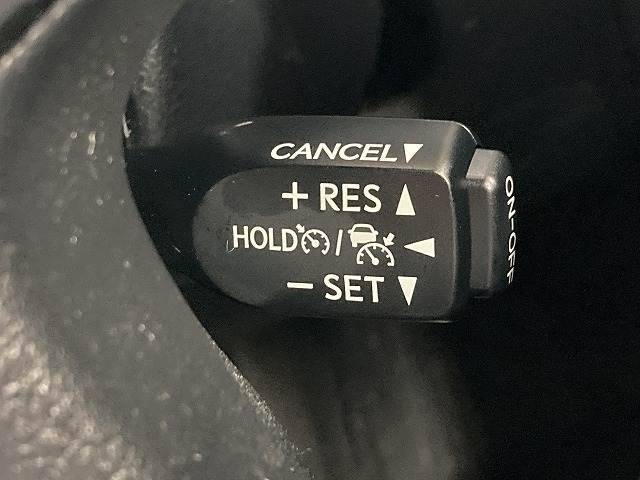 CANCEL▼
+ RES ▲
HOLD / ◀
− SET ▼
ON-OFF